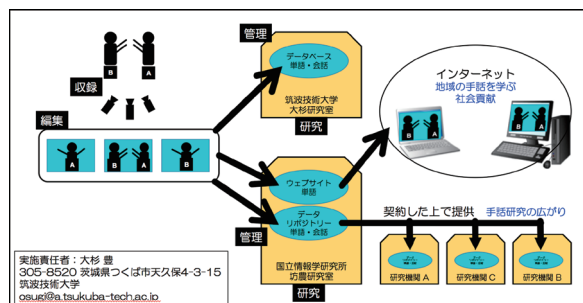 B
A
収録
編集
A
B
A
B
管理
データベース
単語・会話
筑波技術大学
大杉研究室
研究
インターネット
地域の手話を学ぶ
社会貢献
B
A
B
A
ウェブサイト
単語
データ
リポジトリー
単語・会話
管理
国立情報学研究所
坊農研究室
研究
契約した上で提供
手話研究の広がり
研究機関 A
研究機関 C
研究機関 B
実施責任者：大杉 豊
305-8520 茨城県つくば市天久保4-3-15
筑波技術大学
osugi@a.tsukuba-tech.ac.jp